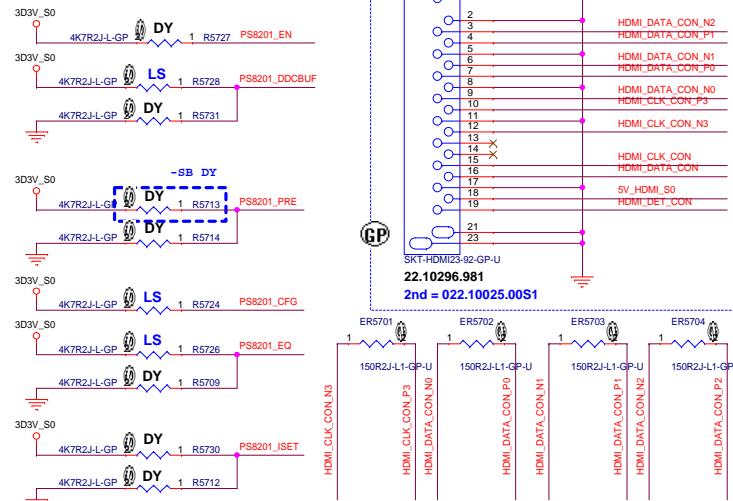 3D3V_S0
4K7R2J-L-GP DY 1 R5727 PS8201_EN
3D3V_S0
4K7R2J-L-GP LS 1 R5728 PS8201_DDCBUF
4K7R2J-L-GP DY 1 R5731
-SB DY
3D3V_S0
4K7R2J-L-GP DY 1 R5713 PS8201_PRE
4K7R2J-L-GP DY 1 R5714
3D3V_S0
4K7R2J-L-GP LS 1 R5724 PS8201_CFG
3D3V_S0
4K7R2J-L-GP LS 1 R5726 PS8201_EQ
4K7R2J-L-GP DY 1 R5709
3D3V_S0
4K7R2J-L-GP DY 1 R5730 PS8201_ISET
4K7R2J-L-GP DY 1 R5712
2 HDMI_DATA_CON_N2
3 HDMI_DATA_CON_P1
4
5 HDMI_DATA_CON_N1
6 HDMI_DATA_CON_P0
7
8 HDMI_DATA_CON_N0
9 HDMI_CLK_CON_P3
10
11 HDMI_CLK_CON_N3
12
13
14
15 HDMI_CLK_CON
16 HDMI_DATA_CON
17
18 5V_HDMI_S0
19 HDMI_DET_CON
21
23
GP
SKT-HDMI23-92-GP-U
22.10296.981
2nd = 022.10025.00S1
ER5701 ER5702 ER5703 ER5704
1 1 1 1
150R2J-L1-GP-U 150R2J-L1-GP-U 150R2J-L1-GP-U 150R2J-L1-GP
HDMI_CLK_CON_N3
HDMI_CLK_CON_P3
HDMI_DATA_CON_N0
HDMI_DATA_CON_P0
HDMI_DATA_CON_N1
HDMI_DATA_CON_P1
HDMI_DATA_CON_N2
HDMI_DATA_CON_P2